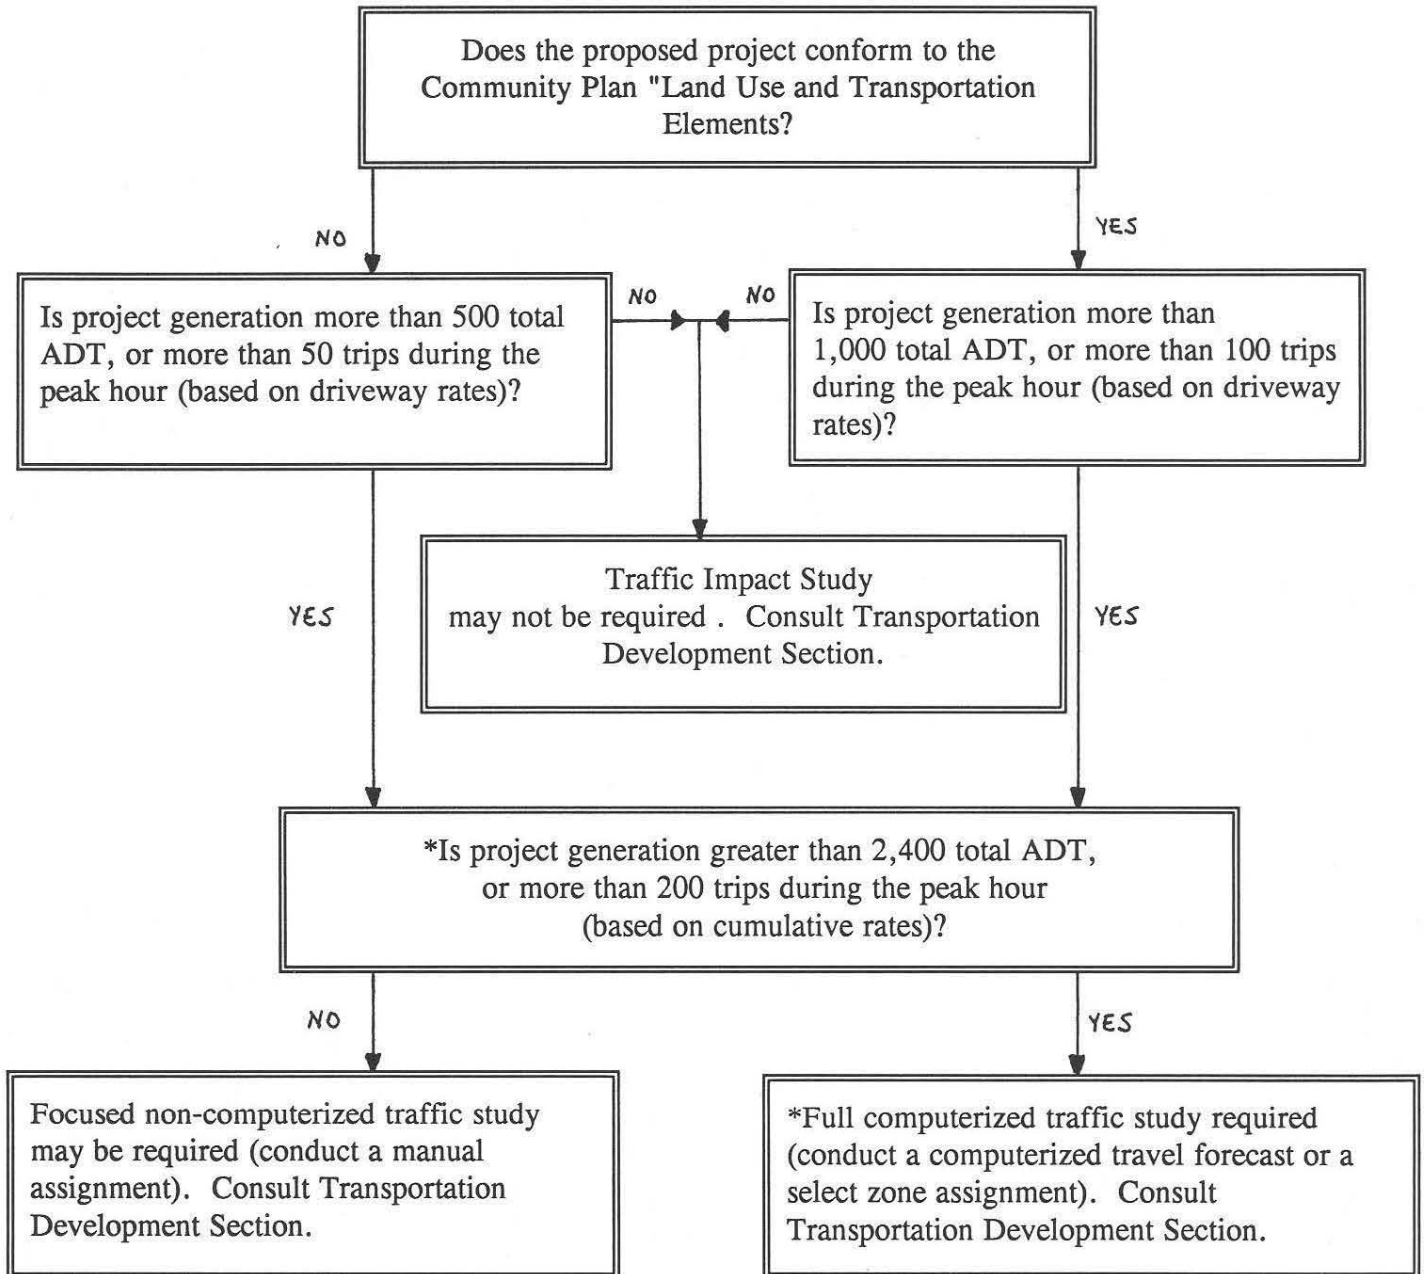 Does the proposed project conform to the
Community Plan "Land Use and Transportation
Elements?
NO
YES
Is project generation more than 500 total
ADT, or more than 50 trips during the
peak hour (based on driveway rates)?
NO
NO
Is project generation more than
1,000 total ADT, or more than 100 trips
during the peak hour (based on driveway
rates)?
Traffic Impact Study
may not be required . Consult Transportation
Development Section.
YES
YES
*Is project generation greater than 2,400 total ADT,
or more than 200 trips during the peak hour
(based on cumulative rates)?
NO
YES
Focused non-computerized traffic study
may be required (conduct a manual
assignment). Consult Transportation
Development Section.
*Full computerized traffic study required
(conduct a computerized travel forecast or a
select zone assignment). Consult
Transportation Development Section.